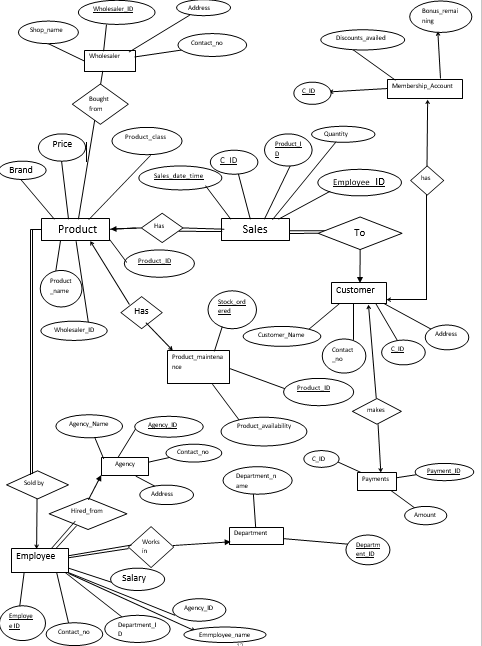 Wholesaler_ID
Address
Shop_name
Contact_no
Wholesaler
Bonus_remai
ning
Discounts_availed
Membership_Account
C_ID
Bought
from
Price
Product_class
Brand
Sales_date_time
C_ID
Product_I
D
Quantity
Employee_ID
has
Product
Has
Sales
To
Product_ID
Product
_name
Wholesaler_ID
Has
Stock_ord
ered
Customer
Customer_Name
Contact
_no
C_ID
Address
Product_maintena
nce
Product_ID
Product_availability
makes
Agency_Name
Agency_ID
Contact_no
Agency
Address
Department_n
ame
C_ID
Payments
Payment_ID
Amount
Sold by
Hired_from
Works
in
Department
Departm
ent_ID
Employee
Salary
Employe
e ID
Contact_no
Department_I
D
Agency_ID
Emmployee_name